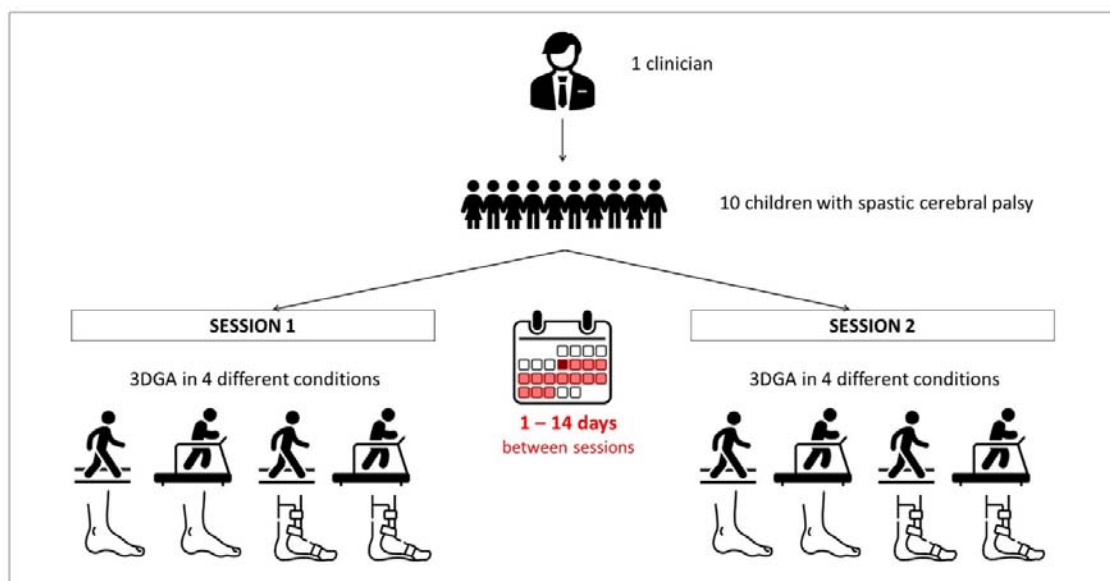 1 clinician
10 children with spastic cerebral palsy
SESSION 1
SESSION 2
3DGA in 4 different conditions
1 – 14 days
between sessions
3DGA in 4 different conditions